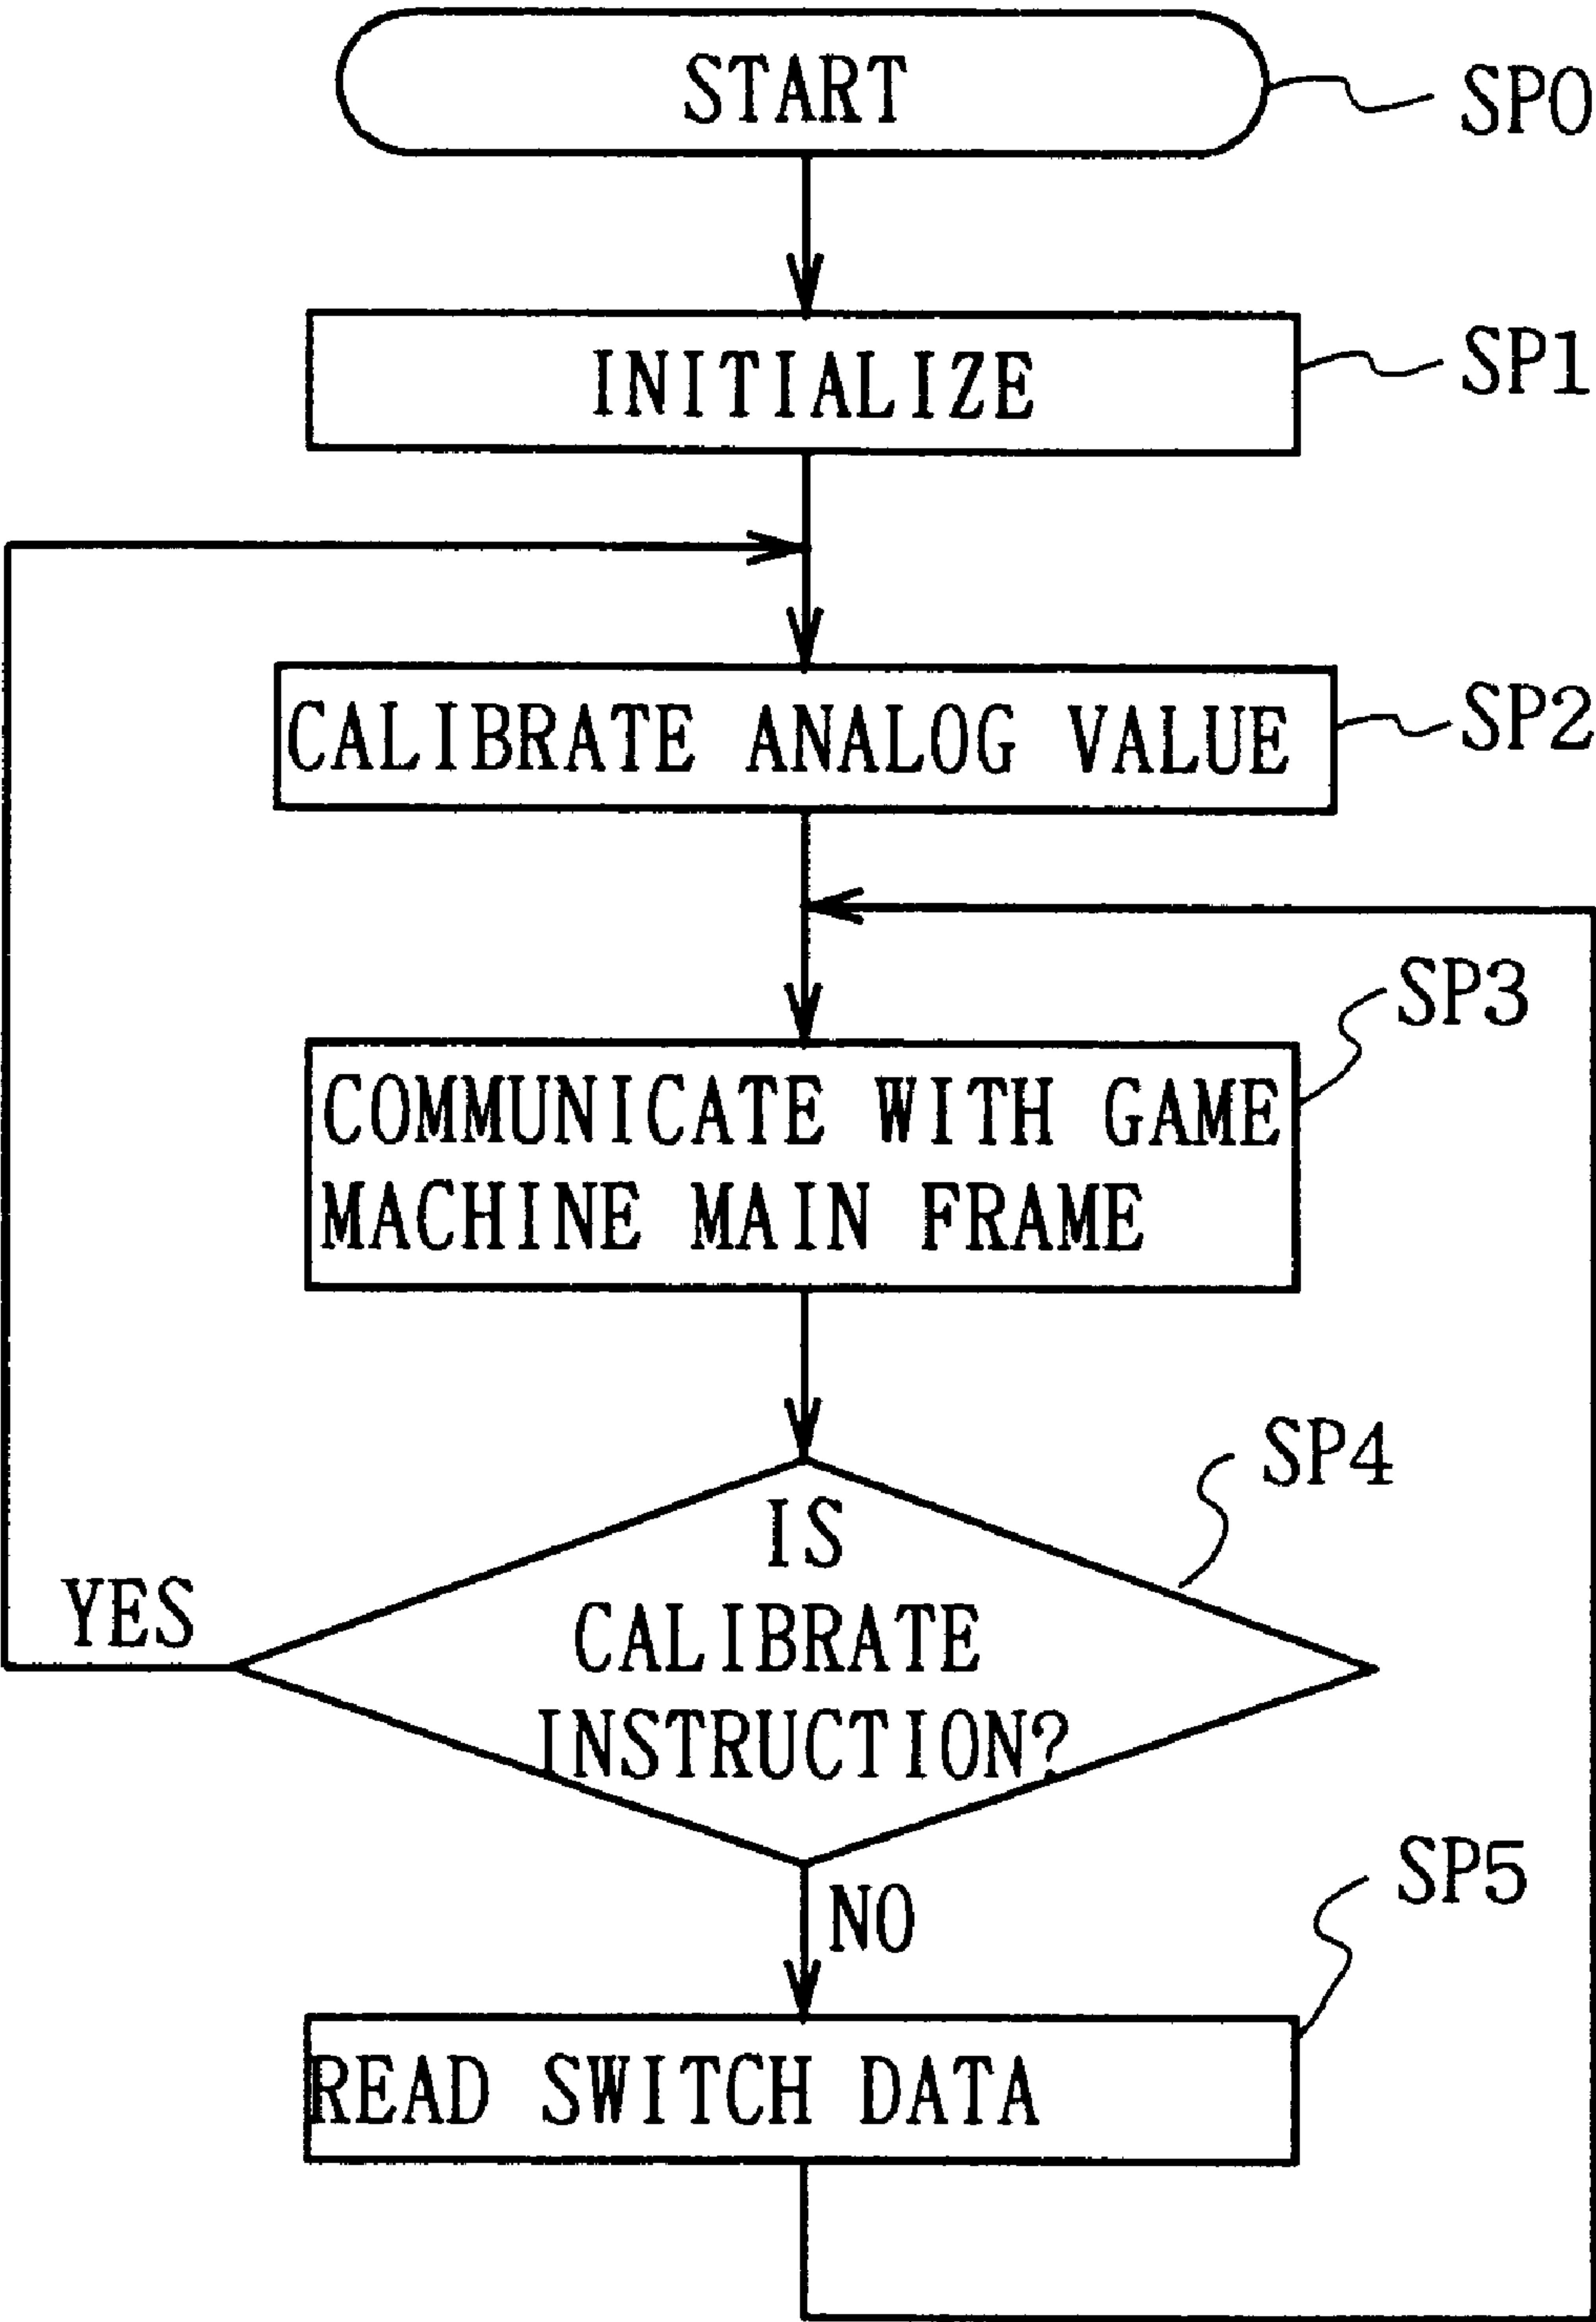 START
SP0
INITIALIZE
SP1
CALIBRATE ANALOG VALUE
SP2
SP3
COMMUNICATE WITH GAME
MACHINE MAIN FRAME
SP4
IS
CALIBRATE
INSTRUCTION?
YES
SP5
NO
READ SWITCH DATA